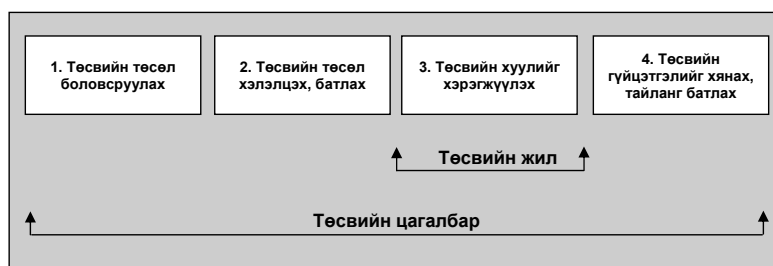 1. Төсвийн төсөл
боловсруулах
2. Төсвийн төсөл
хэлэлцэх, батлах
3. Төсвийн хуулийг
хэрэгжүүлэх
4. Төсвийн
гүйцэтгэлийг хянах,
тайланг батлах
Төсвийн жил
Төсвийн цагалбар